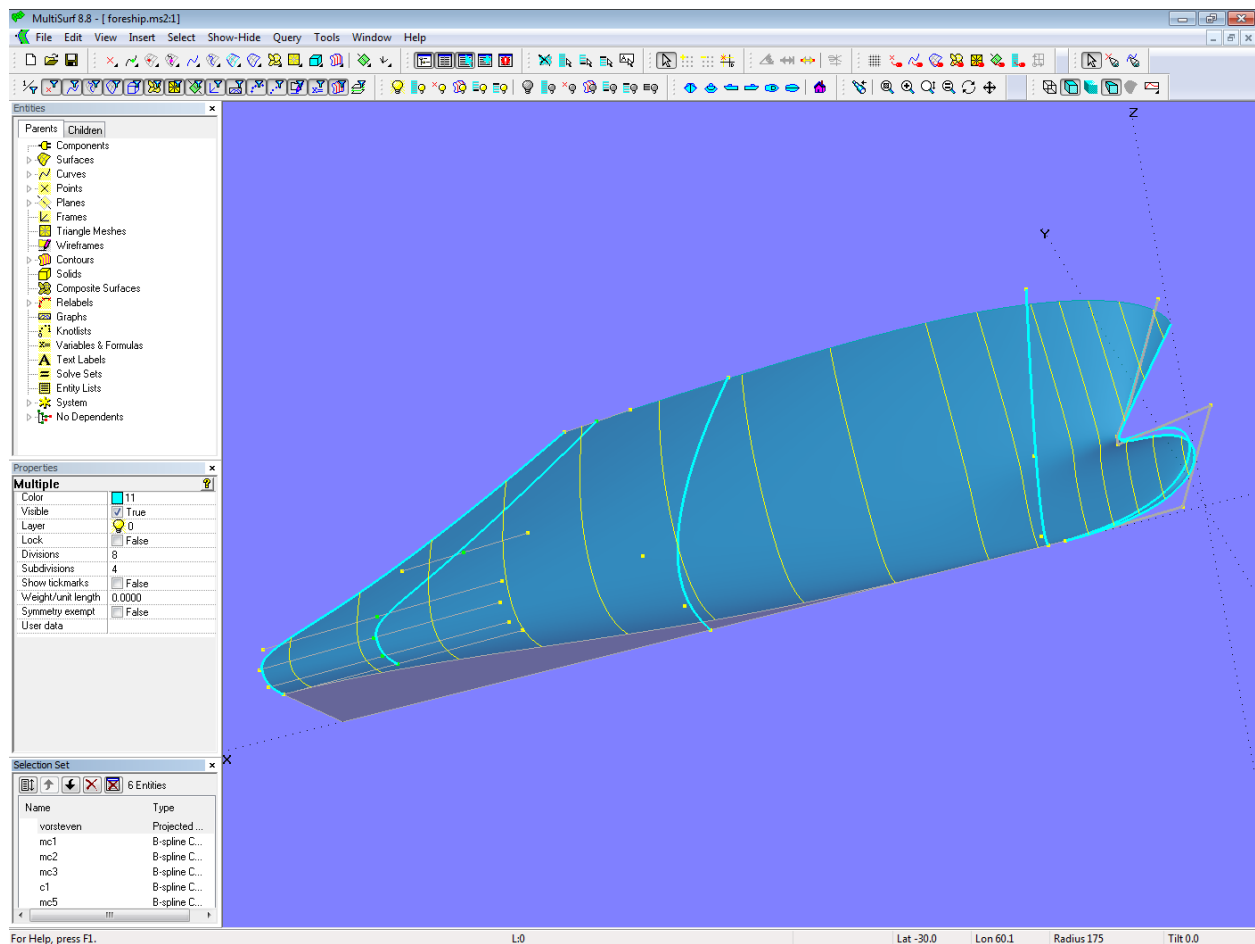 MultiSurf 8.8 - [ foreship.ms2:1]
File Edit View Insert Select Show-Hide Query Tools Window Help
Entities
Parents Children
Components
Surfaces
Curves
Points
Planes
Frames
Triangle Meshes
Wireframes
Contours
Solids
Composite Surfaces
Relabels
Graphs
Knotlists
Variables & Formulas
Text Labels
Solve Sets
Entity Lists
System
No Dependents
Properties
Multiple
Color 11
Visible True
Layer 0
Lock False
Divisions 8
Subdivisions 4
Show tickmarks False
Weight/unit length 0.0000
Symmetry exempt False
User data
Selection Set
6 Entities
Name Type
vorsteven Projected ...
mc1 B-spline C...
mc2 B-spline C...
mc3 B-spline C...
c1 B-spline C...
mc5 B-spline C...
Z
Y
X
For Help, press F1. L:0 Lat -30.0 Lon 60.1 Radius 175 Tilt 0.0